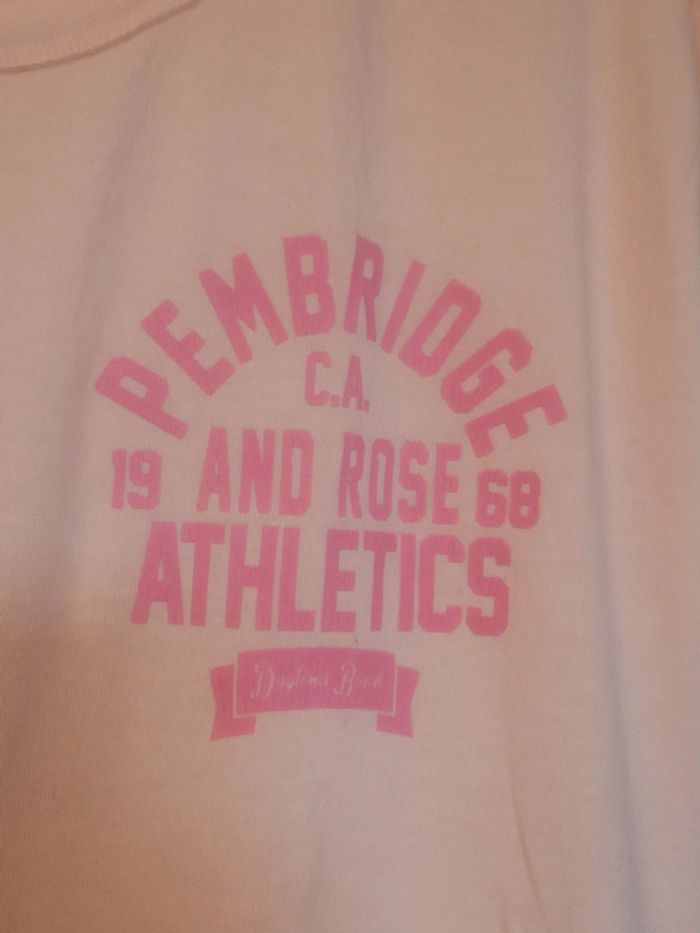 PEMBRIDGE
C.A.
19 AND ROSE 68
ATHLETICS
Daytona Beach